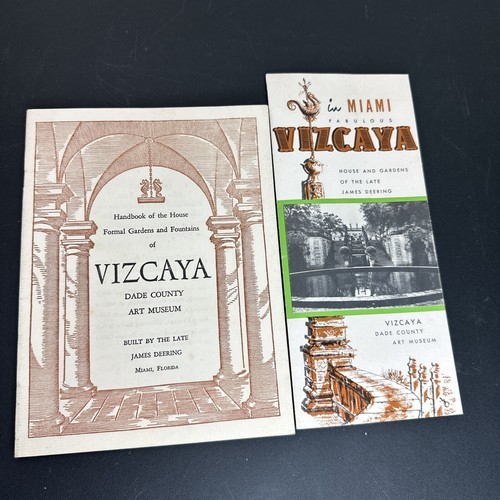 Handbook of the House
Formal Gardens and Fountains
of
VIZCAYA
DADE COUNTY
ART MUSEUM
BUILT BY THE LATE
JAMES DEERING
MIAMI, FLORIDA
in MIAMI
FABULOUS
VIZCAYA
HOUSE AND GARDENS
OF THE LATE
JAMES DEERING
VIZCAYA
DADE COUNTY
ART MUSEUM